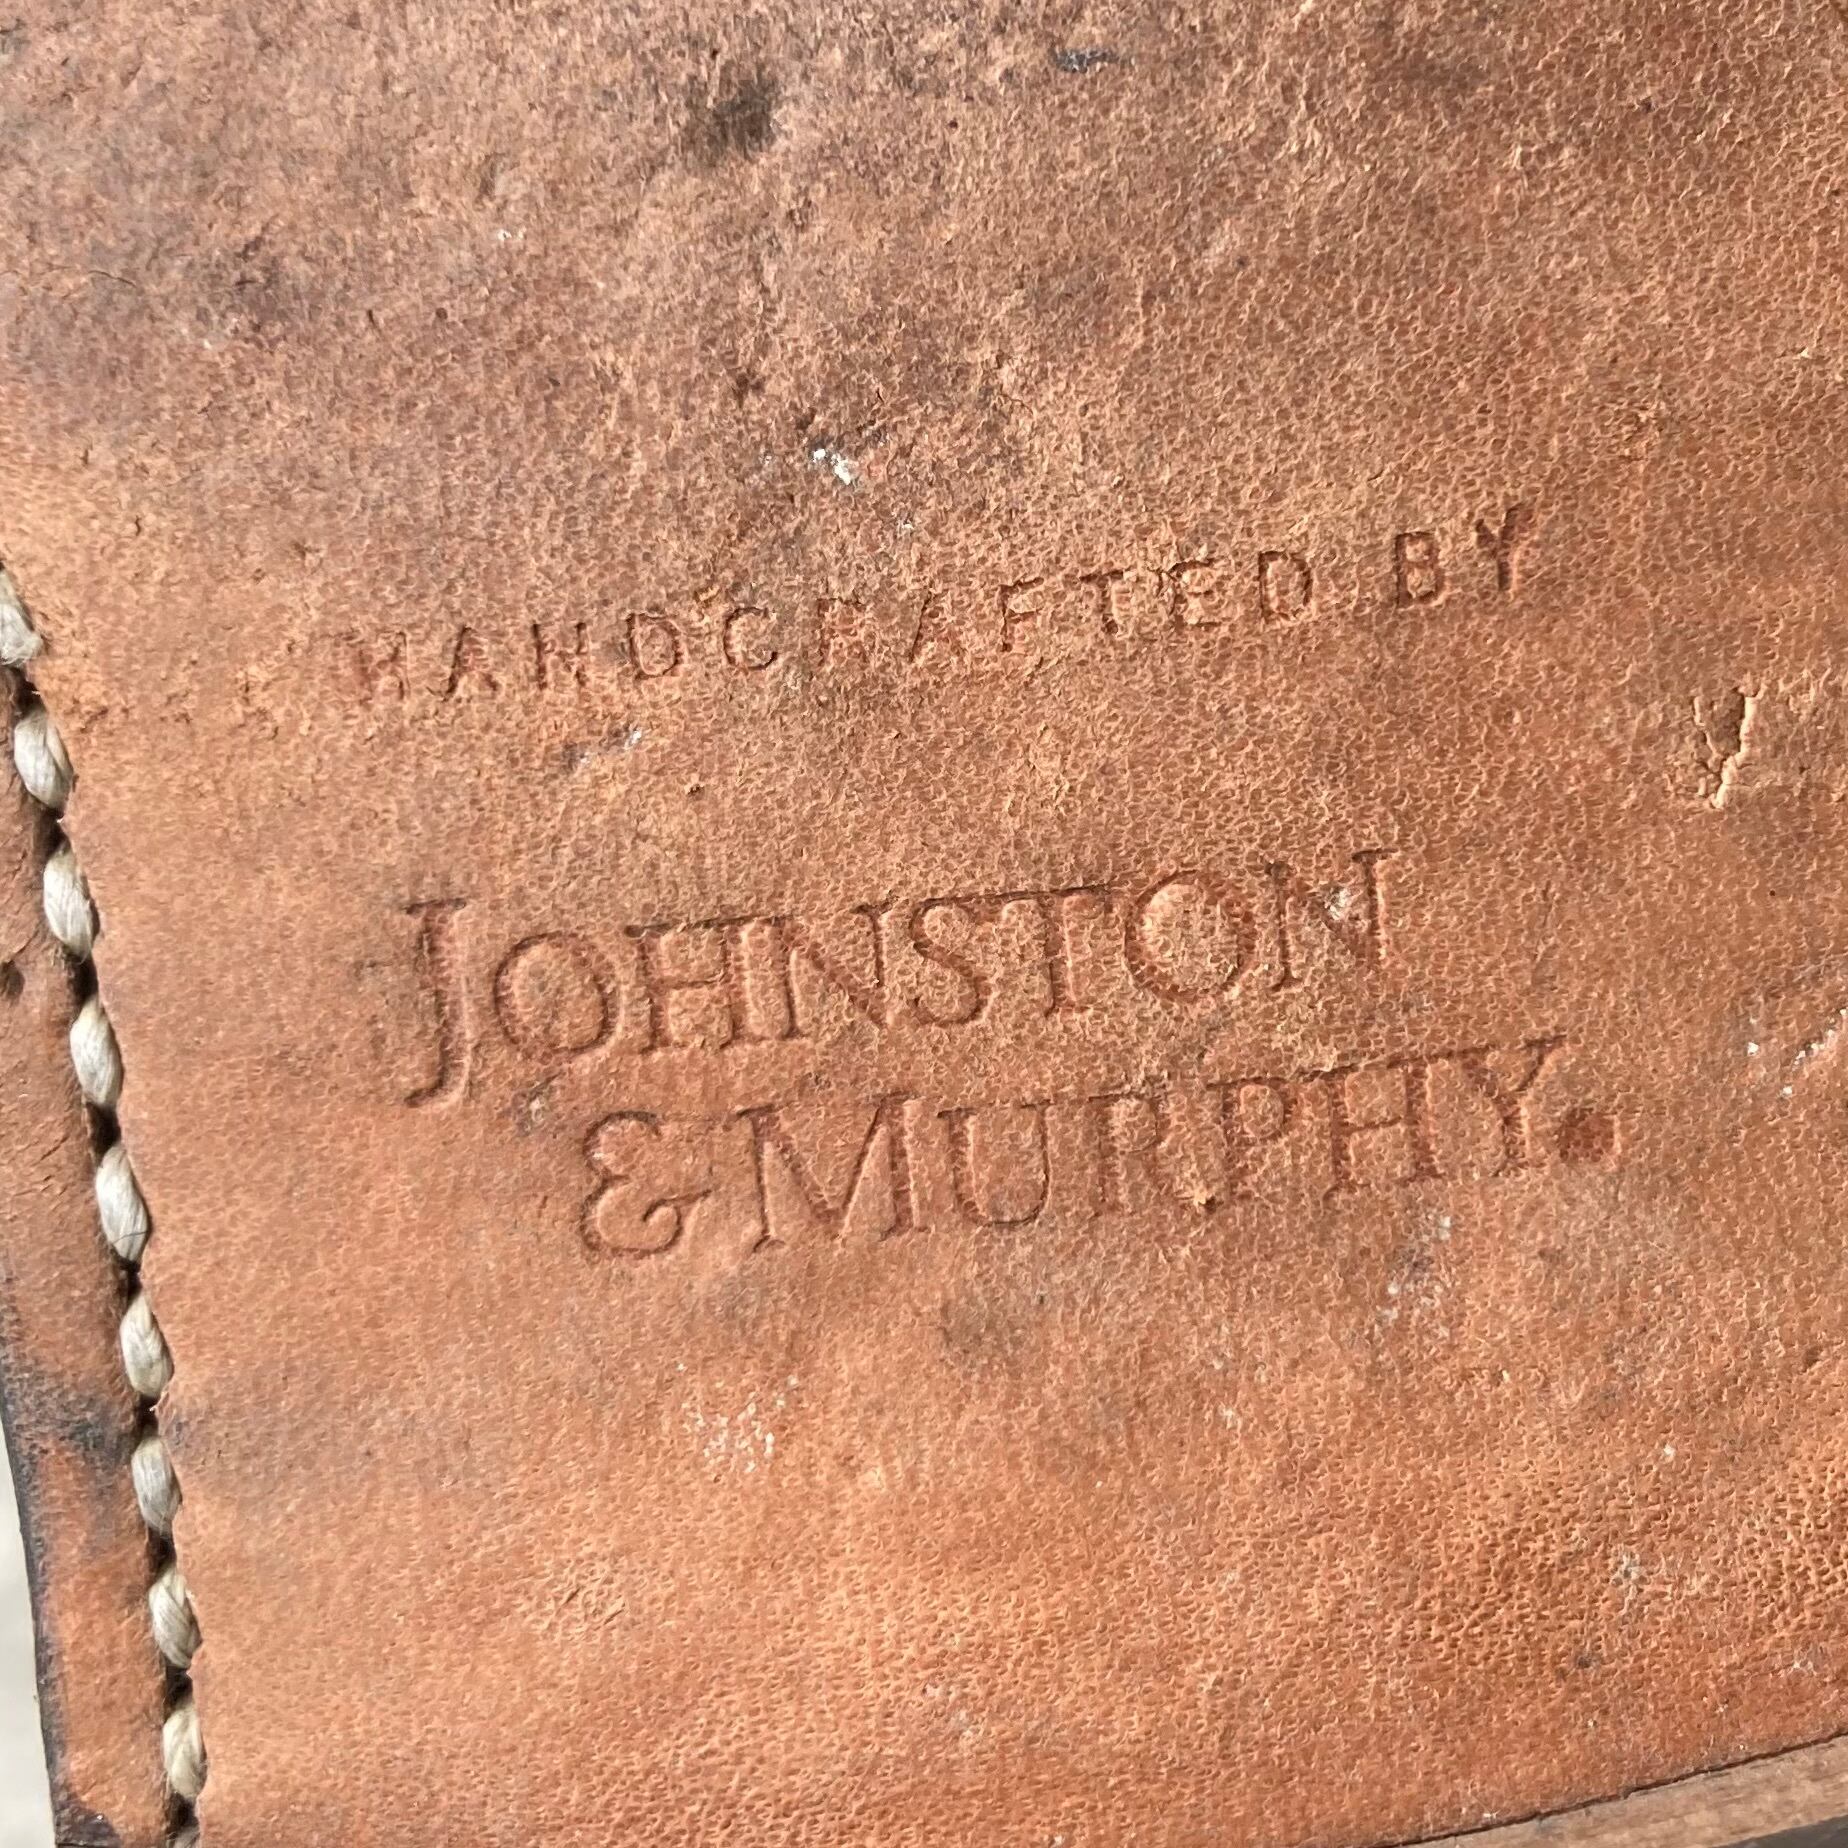 HANDCRAFTED BY
JOHNSTON
& MURPHY.